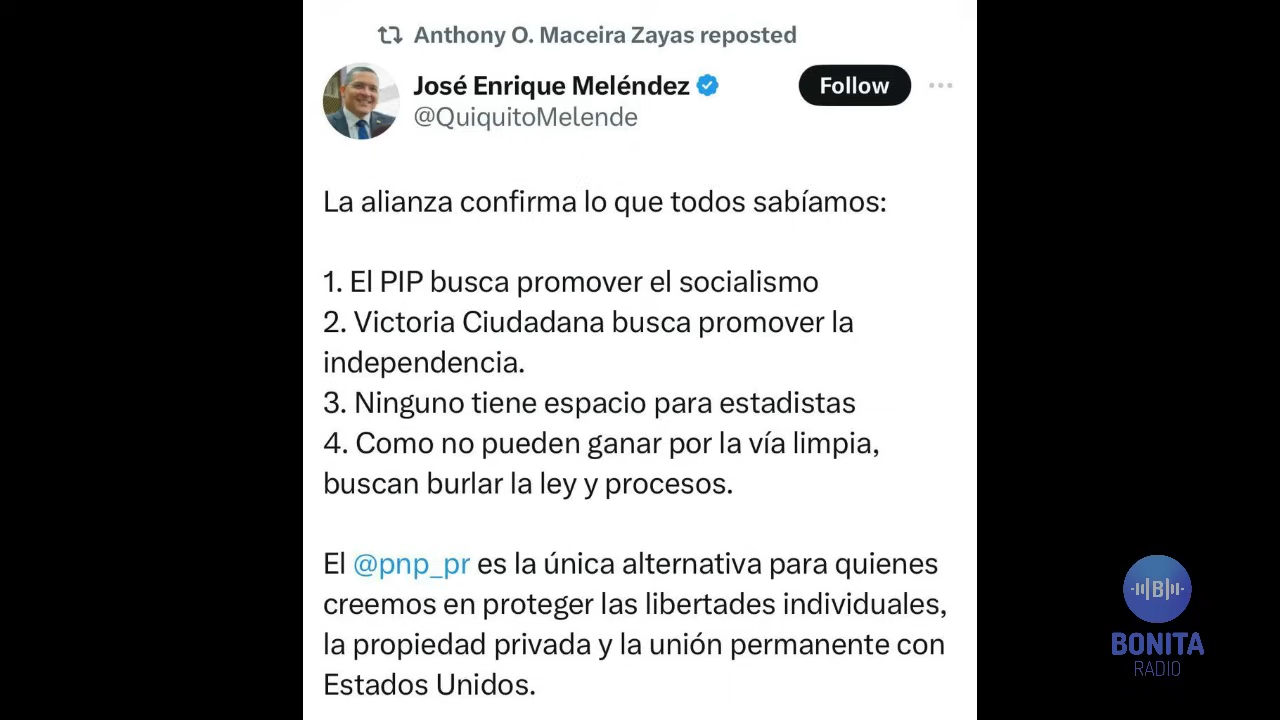 Anthony O. Maceira Zayas reposted
José Enrique Meléndez
Follow
@QuiquitoMelende
La alianza confirma lo que todos sabíamos:
1. El PIP busca promover el socialismo
2. Victoria Ciudadana busca promover la
independencia.
3. Ninguno tiene espacio para estadistas
4. Como no pueden ganar por la vía limpia,
buscan burlar la ley y procesos.
El @pnp_pr es la única alternativa para quienes
creemos en proteger las libertades individuales,
la propiedad privada y la unión permanente con
Estados Unidos.
B
BONITA
RADIO